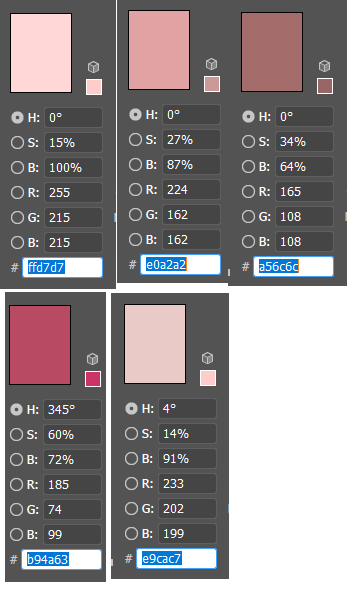 H: 0°
S: 15%
B: 100%
R: 255
G: 215
B: 215
# ffd7d7
H: 0°
S: 27%
B: 87%
R: 224
G: 162
B: 162
# e0a2a2
H: 0°
S: 34%
B: 64%
R: 165
G: 108
B: 108
# a56c6c
H: 345°
S: 60%
B: 72%
R: 185
G: 74
B: 99
# b94a63
H: 4°
S: 14%
B: 91%
R: 233
G: 202
B: 199
# e9cac7